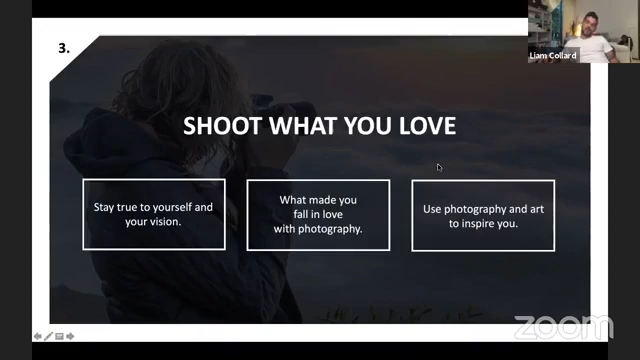 3.
Liam Collard
SHOOT WHAT YOU LOVE
Stay true to yourself and
your vision.
What made you
fall in love
with photography.
Use photography and art
to inspire you.
zoom